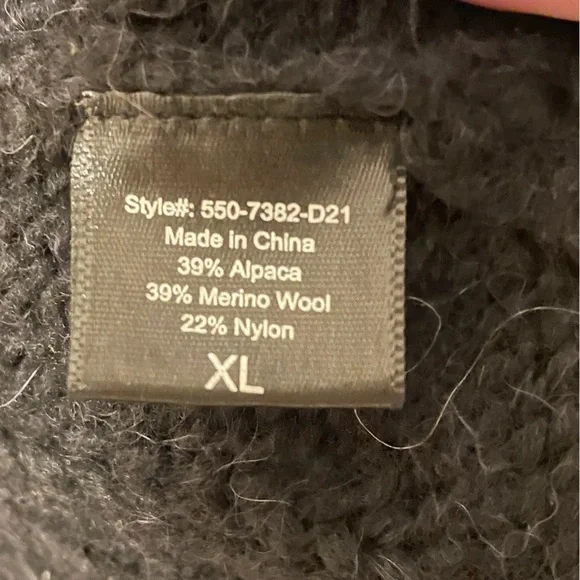 Style#: 550-7382-D21
Made in China
39% Alpaca
39% Merino Wool
22% Nylon
XL